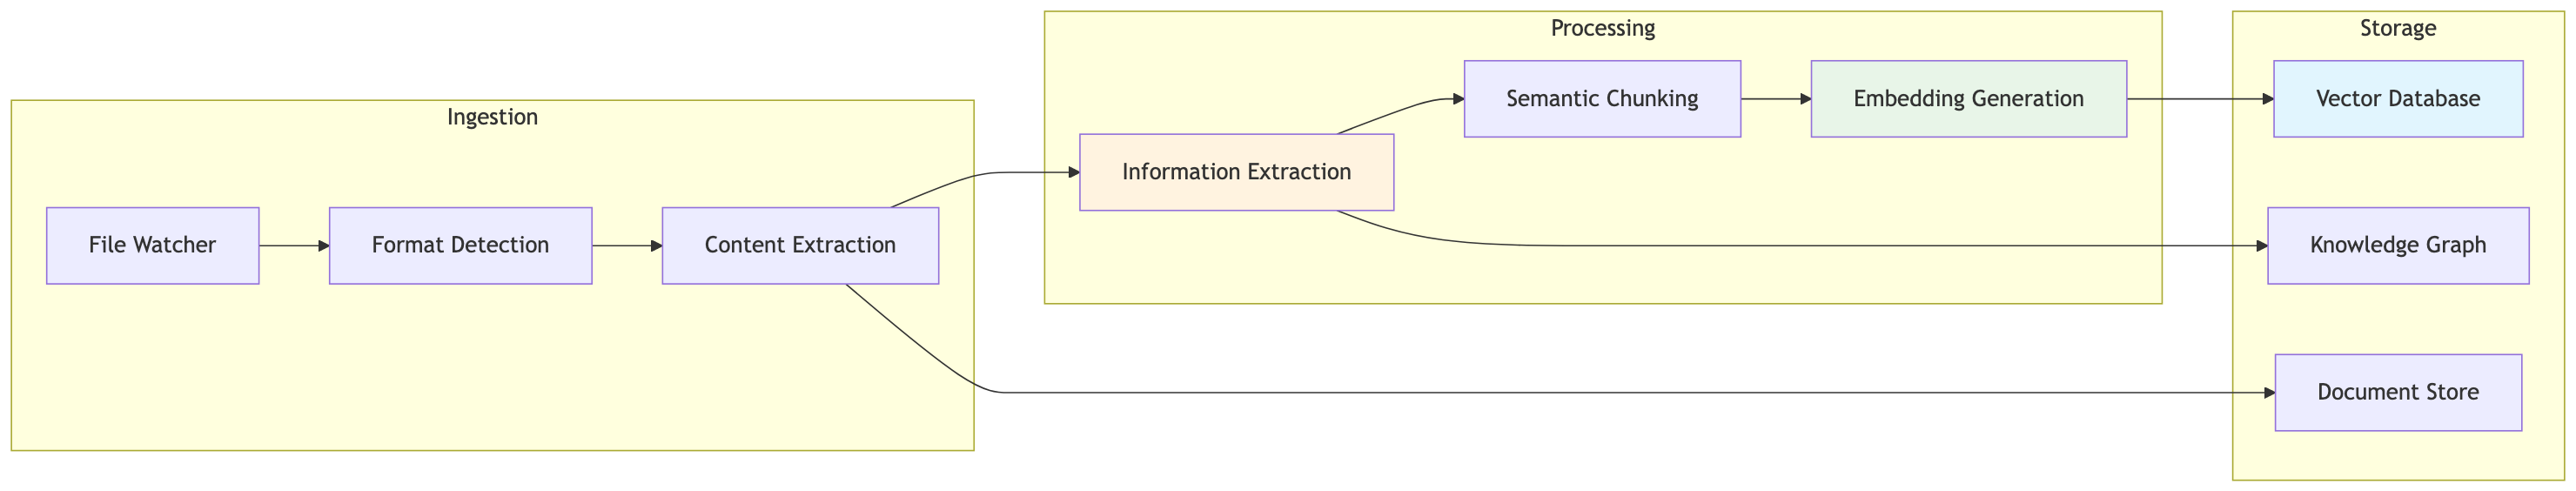 Ingestion
File Watcher
Format Detection
Content Extraction
Processing
Information Extraction
Semantic Chunking
Embedding Generation
Storage
Vector Database
Knowledge Graph
Document Store